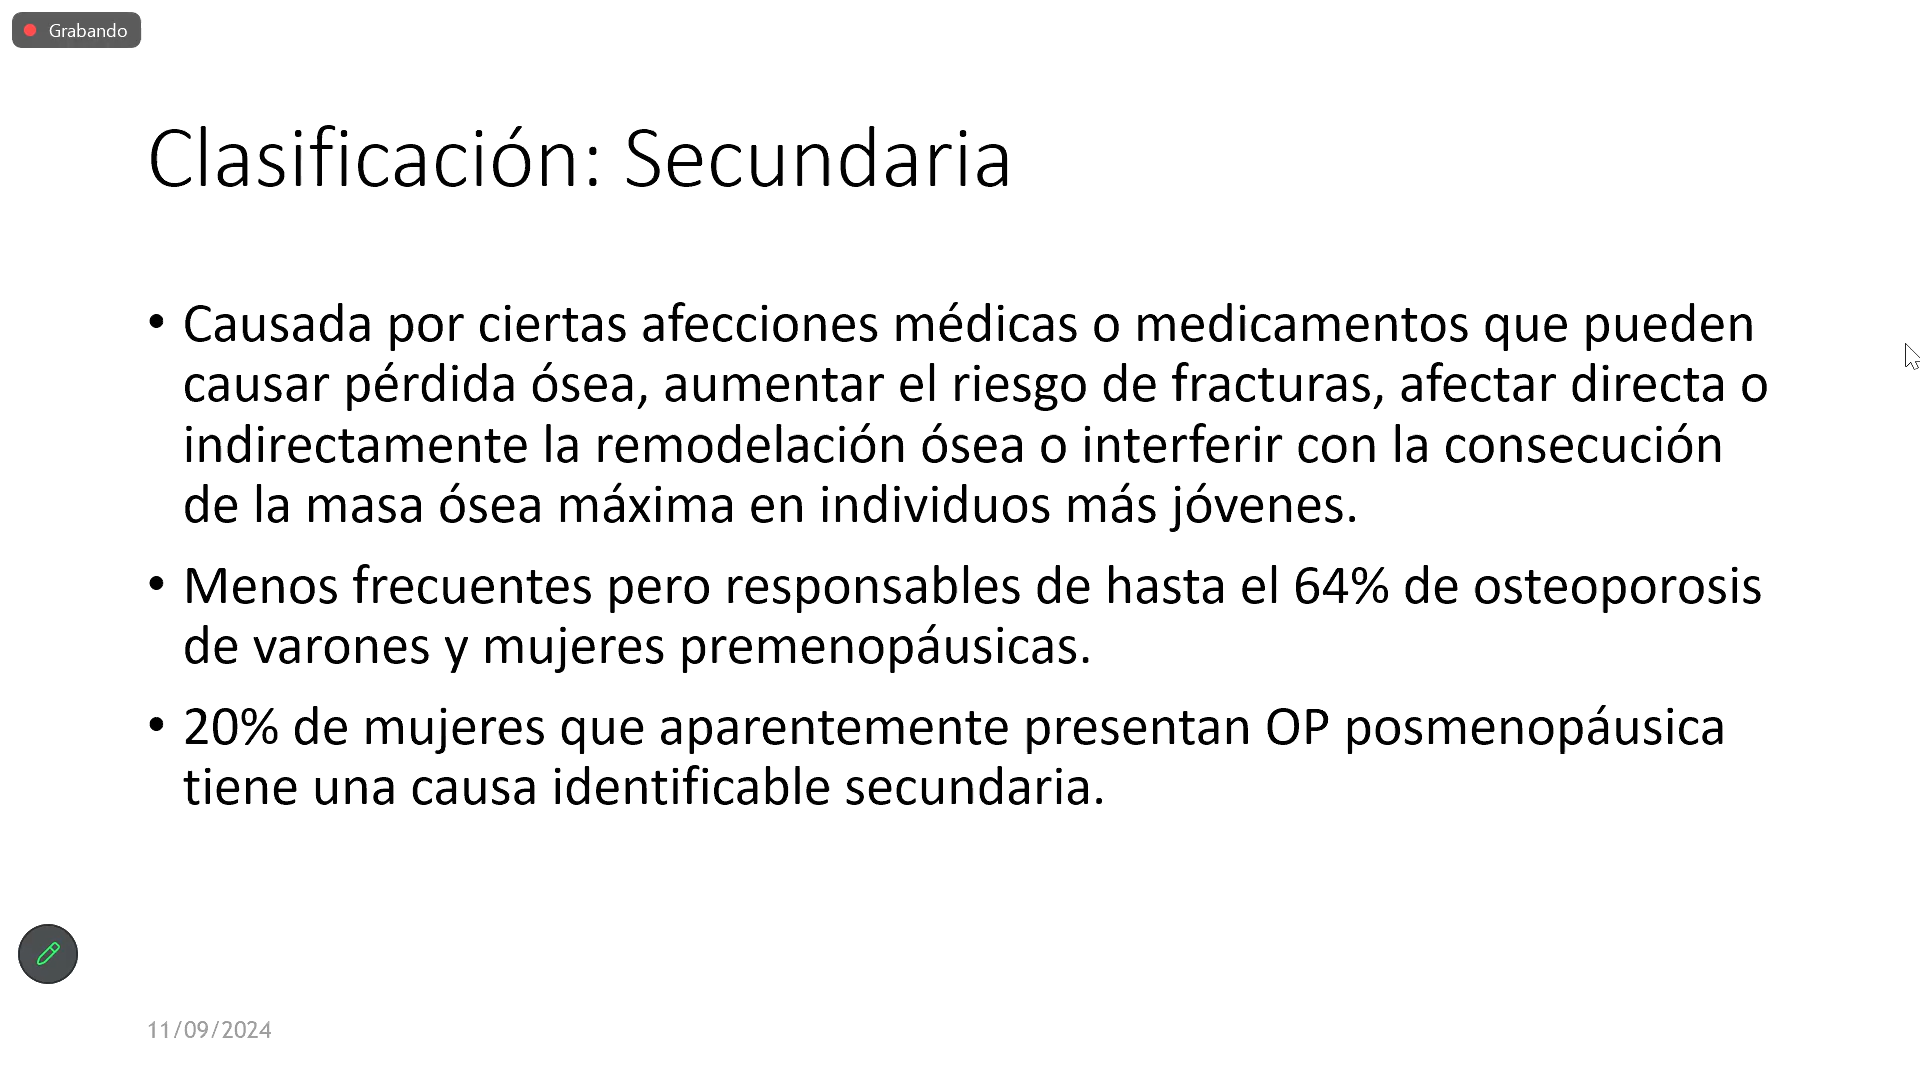 Grabando
Clasificación: Secundaria
• Causada por ciertas afecciones médicas o medicamentos que pueden
causar pérdida ósea, aumentar el riesgo de fracturas, afectar directa o
indirectamente la remodelación ósea o interferir con la consecución
de la masa ósea máxima en individuos más jóvenes.
• Menos frecuentes pero responsables de hasta el 64% de osteoporosis
de varones y mujeres premenopáusicas.
• 20% de mujeres que aparentemente presentan OP posmenopáusica
tiene una causa identificable secundaria.
11/09/2024